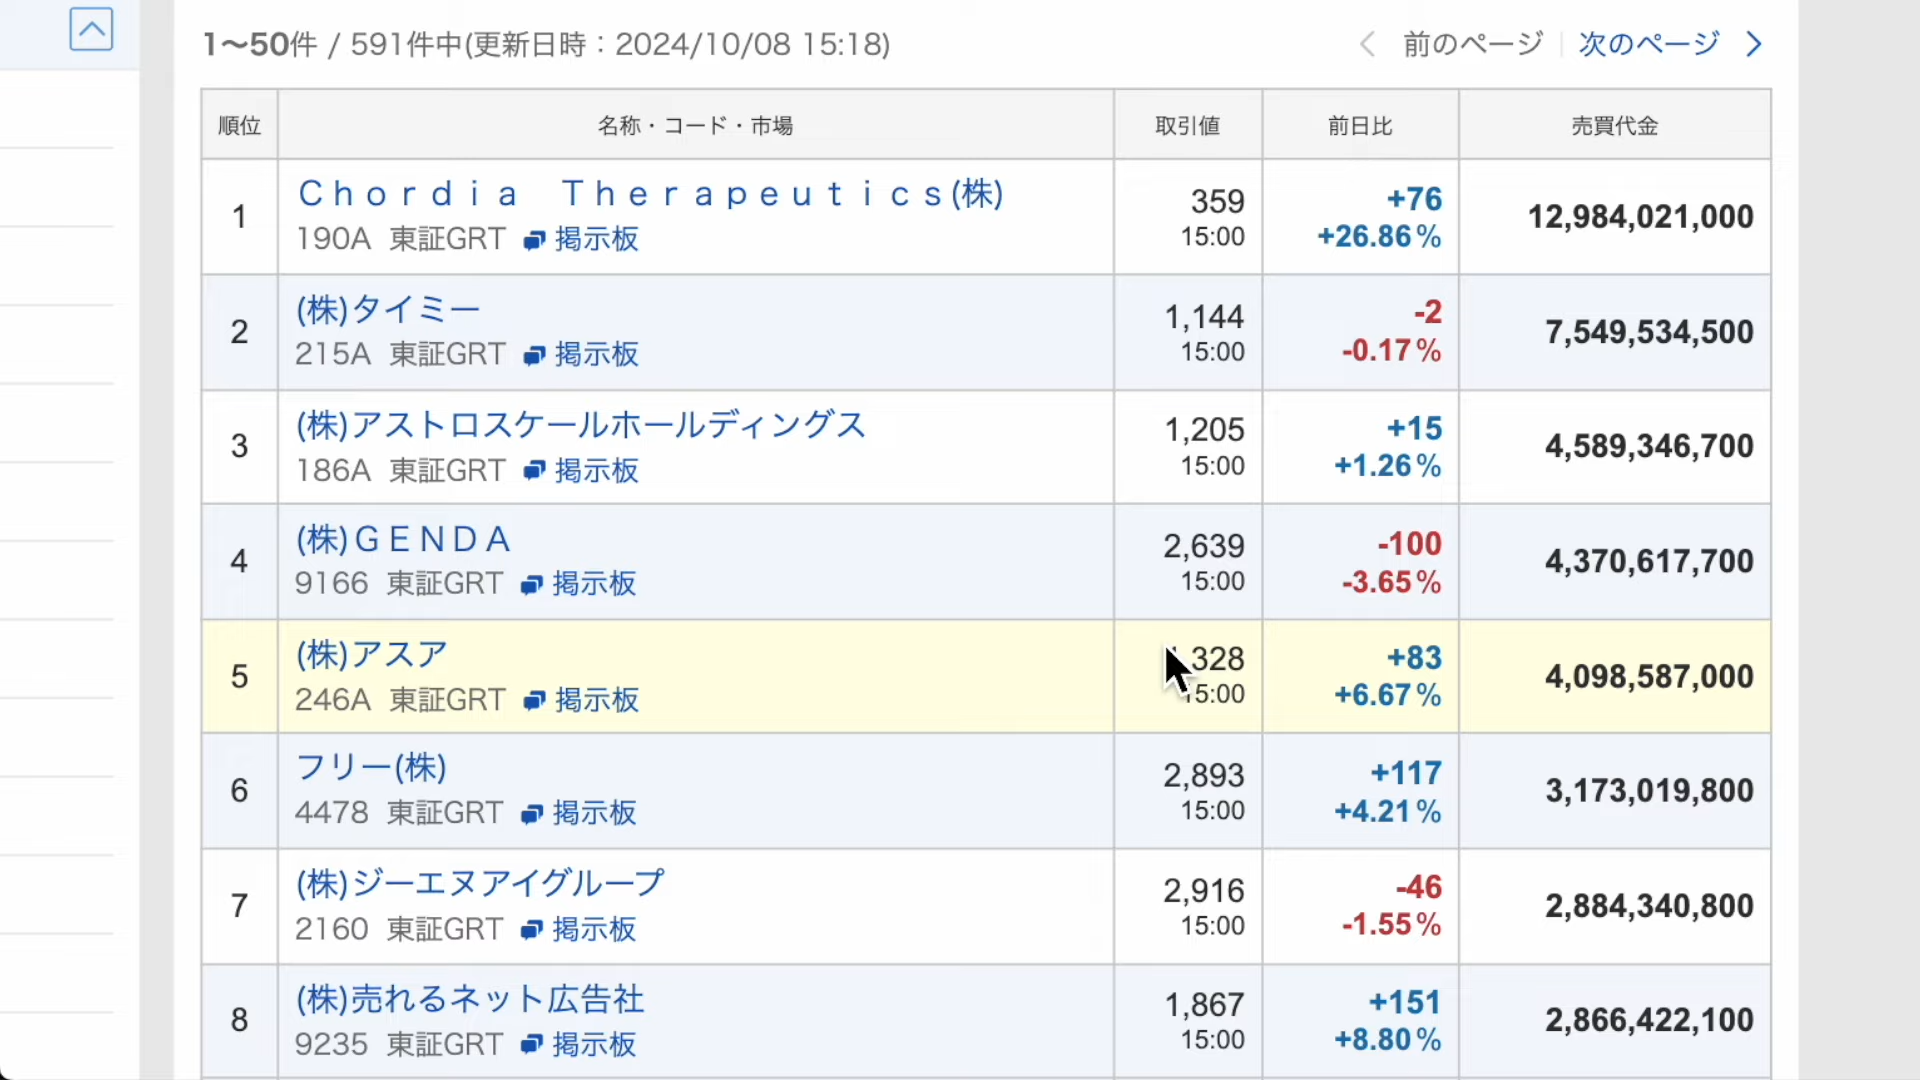 1〜50件 / 591件中(更新日時：2024/10/08 15:18)
前のページ 次のページ
順位 名称・コード・市場 取引値 前日比 売買代金
1 Ｃｈｏｒｄｉａ　Ｔｈｅｒａｐｅｕｔｉｃｓ(株) 359 +76 12,984,021,000
190A 東証GRT 掲示板 15:00 +26.86%
2 (株)タイミー 1,144 -2 7,549,534,500
215A 東証GRT 掲示板 15:00 -0.17%
3 (株)アストロスケールホールディングス 1,205 +15 4,589,346,700
186A 東証GRT 掲示板 15:00 +1.26%
4 (株)ＧＥＮＤＡ 2,639 -100 4,370,617,700
9166 東証GRT 掲示板 15:00 -3.65%
5 (株)アスア 328 +83 4,098,587,000
246A 東証GRT 掲示板 15:00 +6.67%
6 フリー(株) 2,893 +117 3,173,019,800
4478 東証GRT 掲示板 15:00 +4.21%
7 (株)ジーエヌアイグループ 2,916 -46 2,884,340,800
2160 東証GRT 掲示板 15:00 -1.55%
8 (株)売れるネット広告社 1,867 +151 2,866,422,100
9235 東証GRT 掲示板 15:00 +8.80%